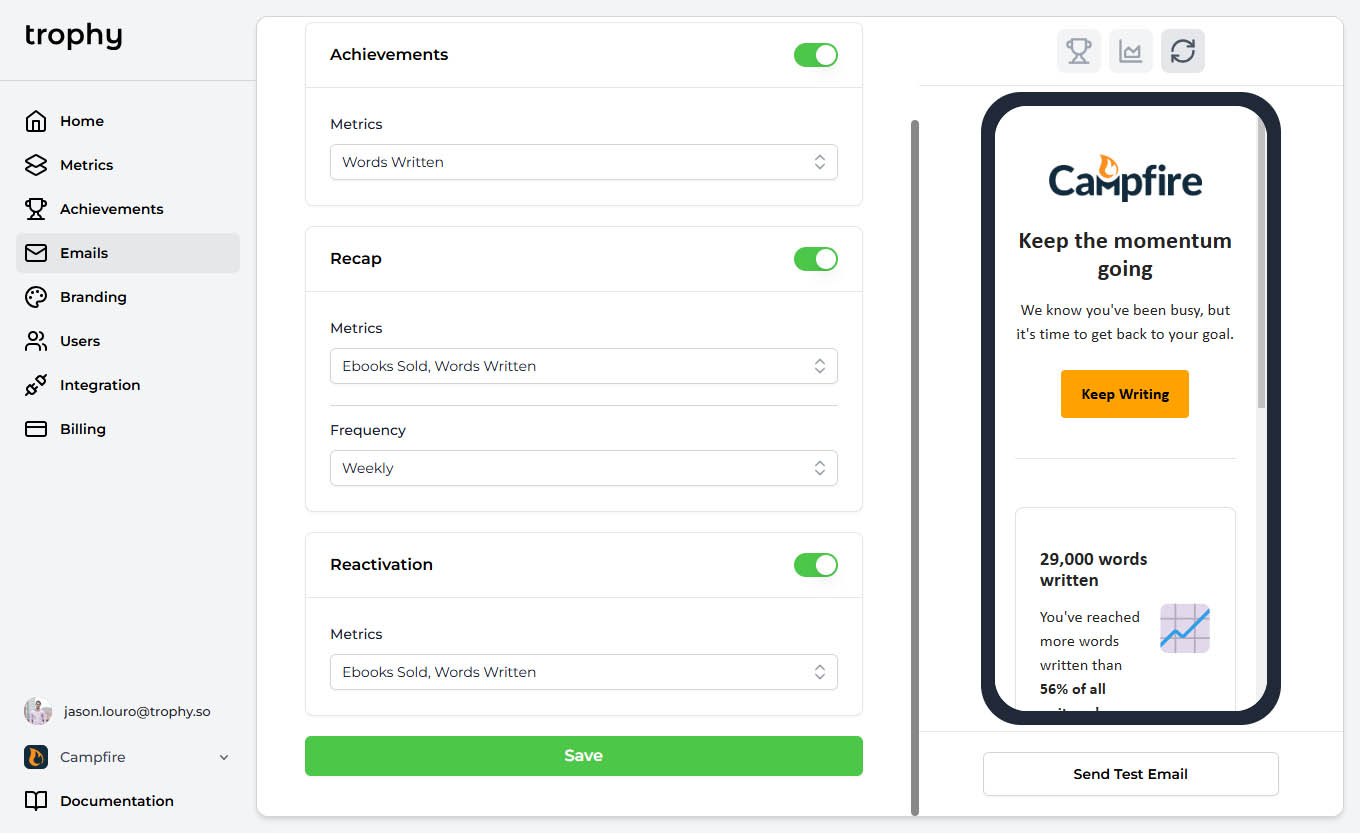 trophy
Home
Metrics
Achievements
Emails
Branding
Users
Integration
Billing
jason.louro@trophy.so
Campfire
Documentation
Achievements
Metrics
Words Written
Recap
Metrics
Ebooks Sold, Words Written
Frequency
Weekly
Reactivation
Metrics
Ebooks Sold, Words Written
Save
Campfire
Keep the momentum
going
We know you've been busy, but
it's time to get back to your goal.
Keep Writing
29,000 words
written
You've reached
more words
written than
56% of all
Send Test Email